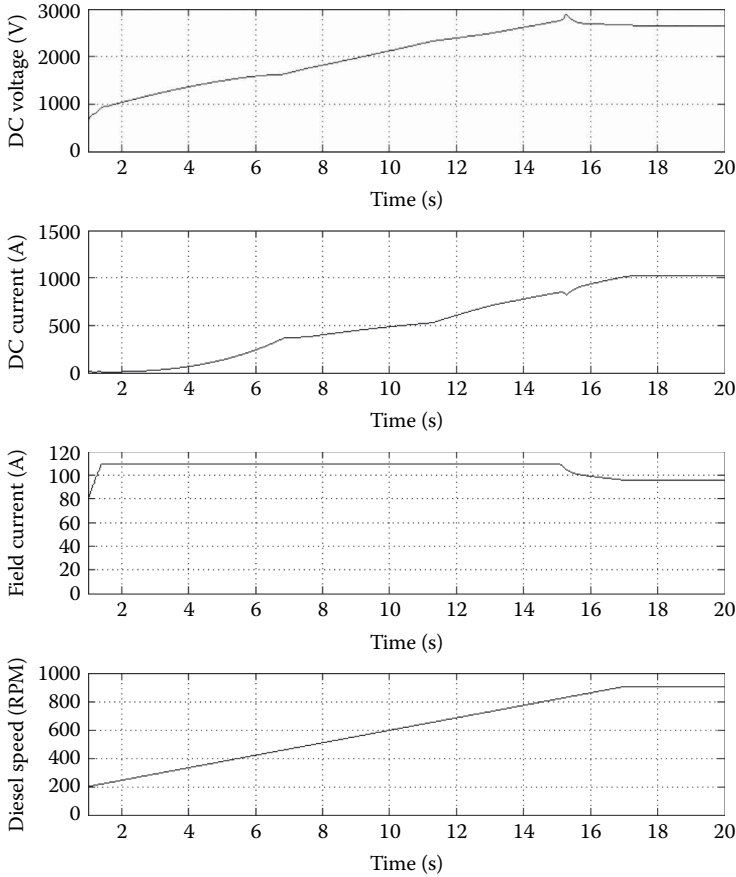 DC voltage (V)
3000
2000
1000
0
2 4 6 8 10 12 14 16 18 20
Time (s)
DC current (A)
1500
1000
500
0
2 4 6 8 10 12 14 16 18 20
Time (s)
Field current (A)
120
100
80
60
40
20
0
2 4 6 8 10 12 14 16 18 20
Time (s)
Diesel speed (RPM)
1000
800
600
400
200
0
2 4 6 8 10 12 14 16 18 20
Time (s)